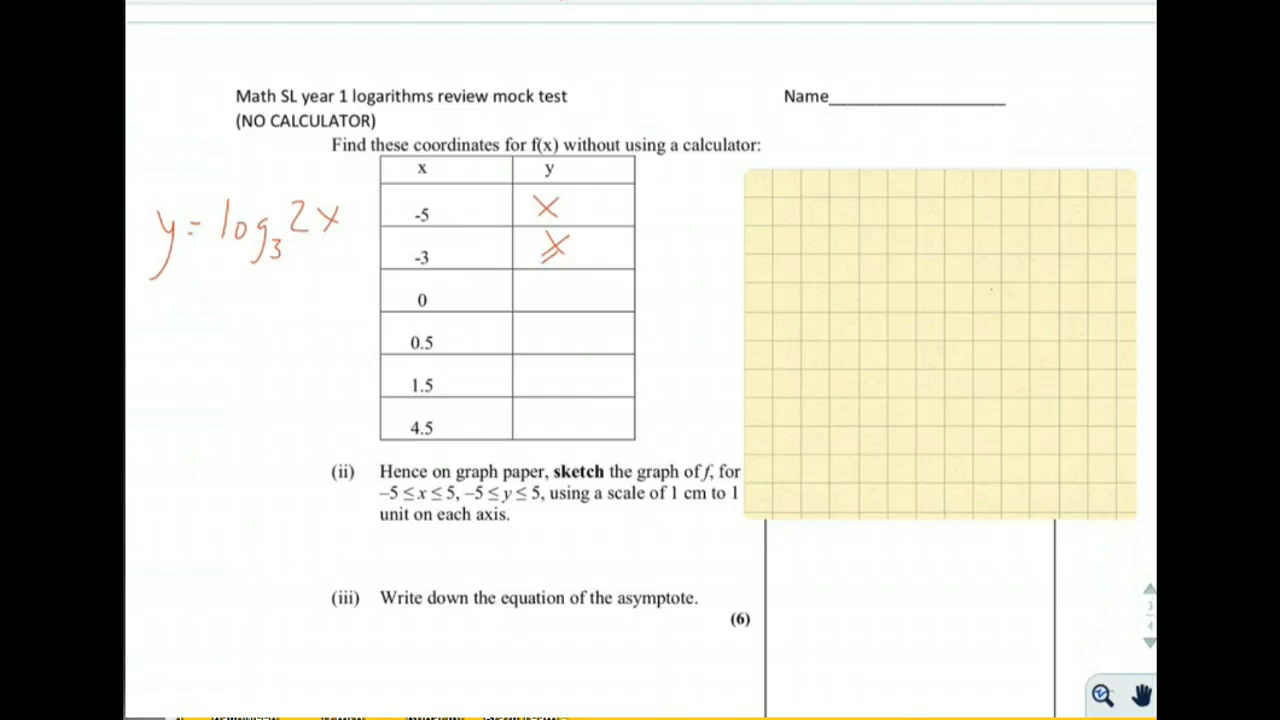 Math SL year 1 logarithms review mock test
Name____________________
(NO CALCULATOR)
Find these coordinates for f(x) without using a calculator:
x y
y = log₃ 2x
-5 X
-3 X
0
0.5
1.5
4.5
(ii) Hence on graph paper, sketch the graph of f, for
–5 ≤ x ≤ 5, –5 ≤ y ≤ 5, using a scale of 1 cm to 1
unit on each axis.
(iii) Write down the equation of the asymptote.
(6)
3
4